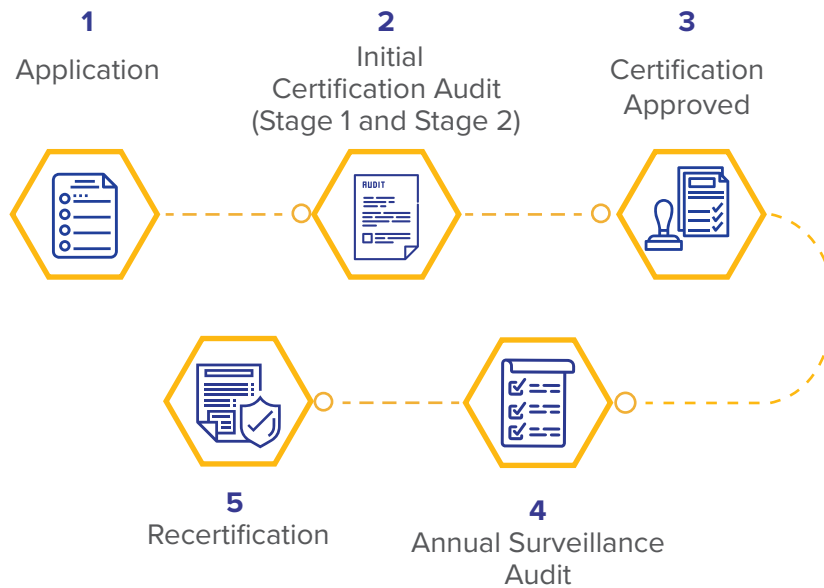 1
Application
2
Initial
Certification Audit
(Stage 1 and Stage 2)
3
Certification
Approved
AUDIT
4
Annual Surveillance
Audit
5
Recertification